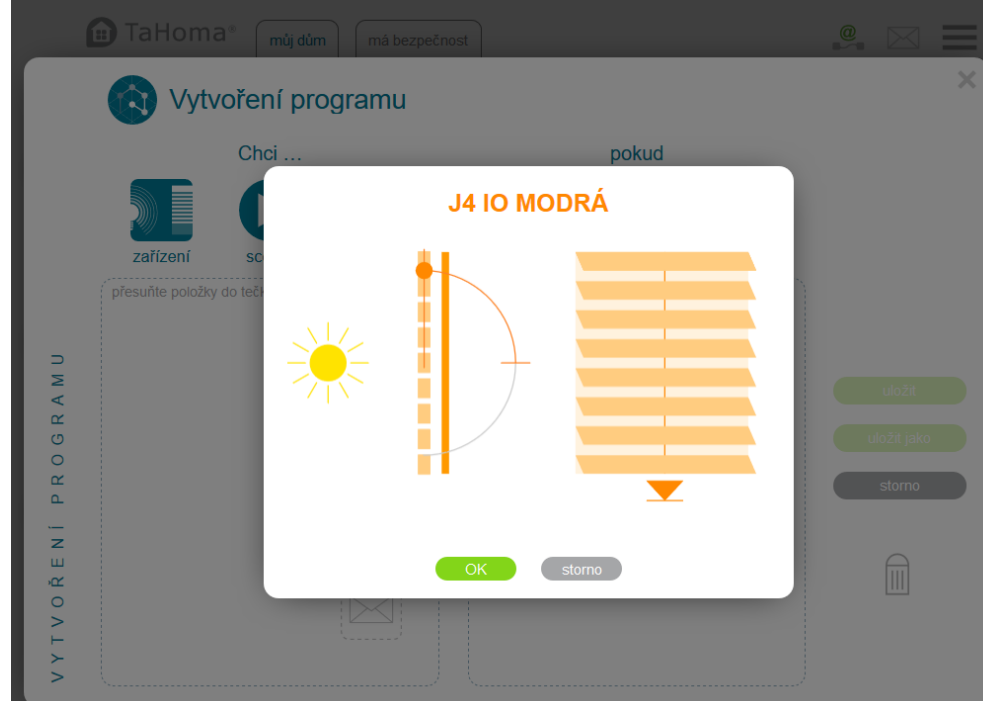 TaHoma®
můj dům
má bezpečnost
@
Vytvoření programu
Chci …
pokud
J4 IO MODRÁ
zařízení
přesuňte položky do
VYTVOŘENÍ PROGRAMU
uložit
uložit jako
storno
OK
storno